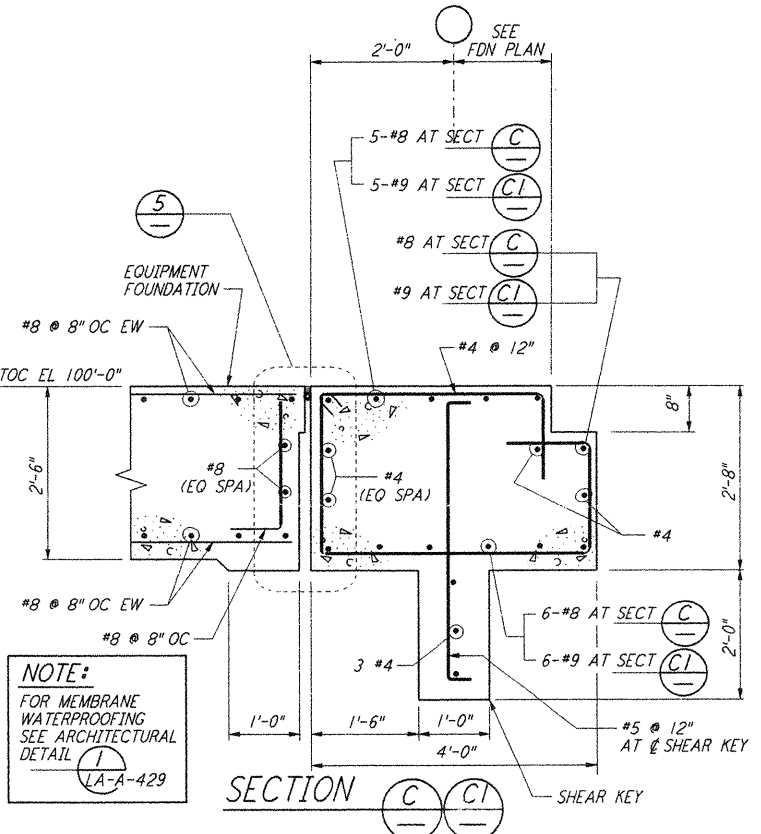 SEE
FDN PLAN
2'-0"
5-#8 AT SECT C
5-#9 AT SECT C1
#8 AT SECT C
#9 AT SECT C1
5
EQUIPMENT
FOUNDATION
#8 @ 8" OC EW
#4 @ 12"
TOC EL 100'-0"
8"
2'-6"
#8
(EQ SPA)
#4
(EQ SPA)
2'-8"
#4
#8 @ 8" OC EW
#8 @ 8" OC
3 #4
6-#8 AT SECT C
6-#9 AT SECT C1
2'-0"
NOTE:
FOR MEMBRANE
WATERPROOFING
SEE ARCHITECTURAL
DETAIL 1
LA-A-429
1'-0"
1'-6"
1'-0"
4'-0"
#5 @ 12"
AT ℄ SHEAR KEY
SHEAR KEY
SECTION C C1